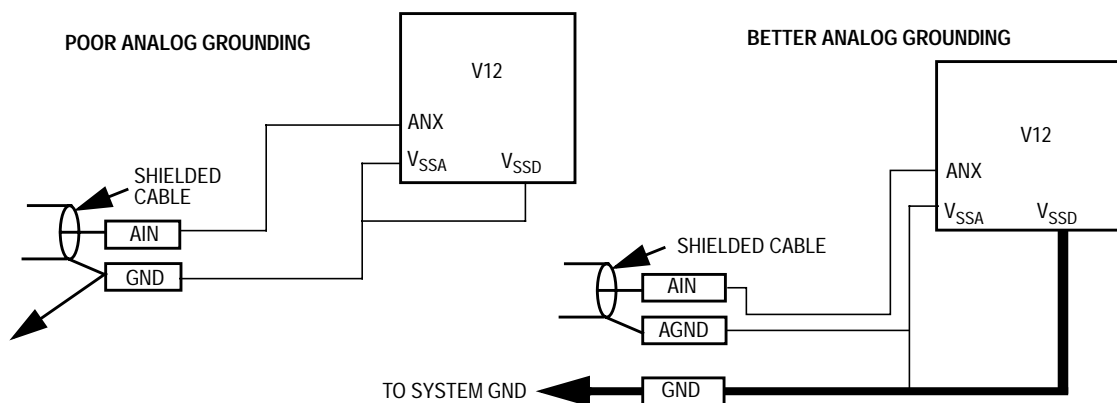 POOR ANALOG GROUNDING
V12
ANX
VSSA
VSSD
SHIELDED
CABLE
AIN
GND
BETTER ANALOG GROUNDING
V12
ANX
VSSA
VSSD
SHIELDED CABLE
AIN
AGND
TO SYSTEM GND
GND